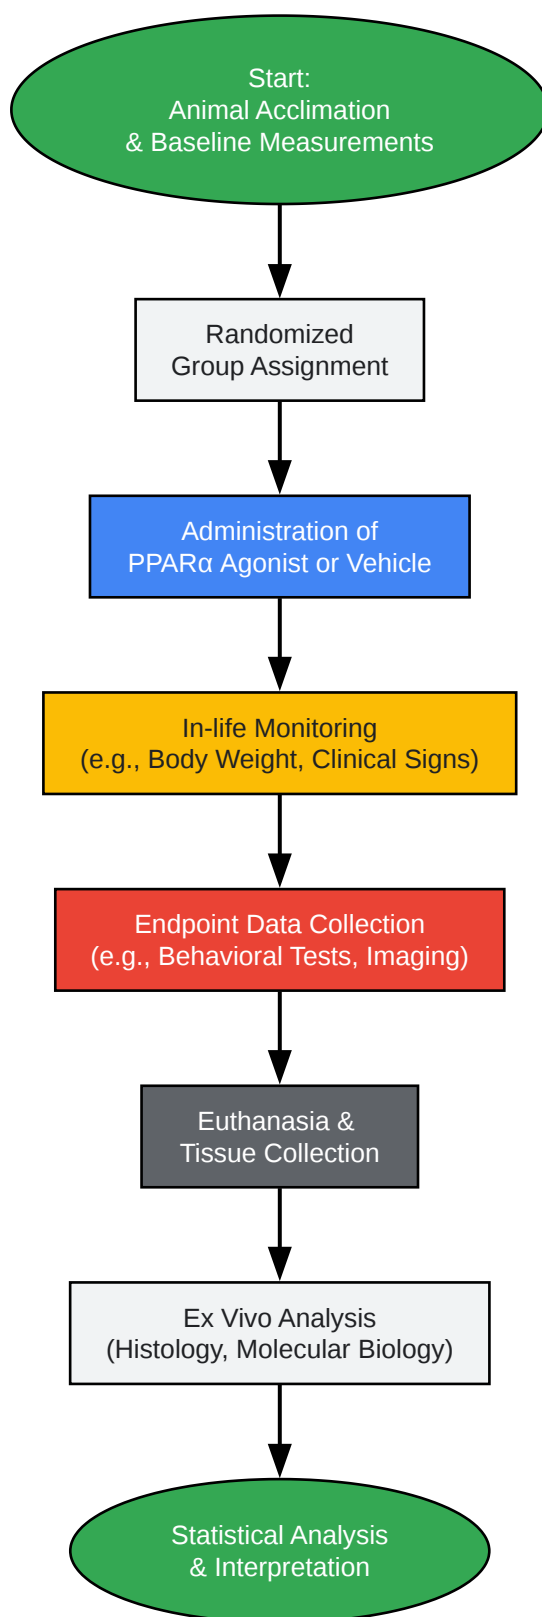 Start:
Animal Acclimation
& Baseline Measurements
Randomized
Group Assignment
Administration of
PPARα Agonist or Vehicle
In-life Monitoring
(e.g., Body Weight, Clinical Signs)
Endpoint Data Collection
(e.g., Behavioral Tests, Imaging)
Euthanasia &
Tissue Collection
Ex Vivo Analysis
(Histology, Molecular Biology)
Statistical Analysis
& Interpretation